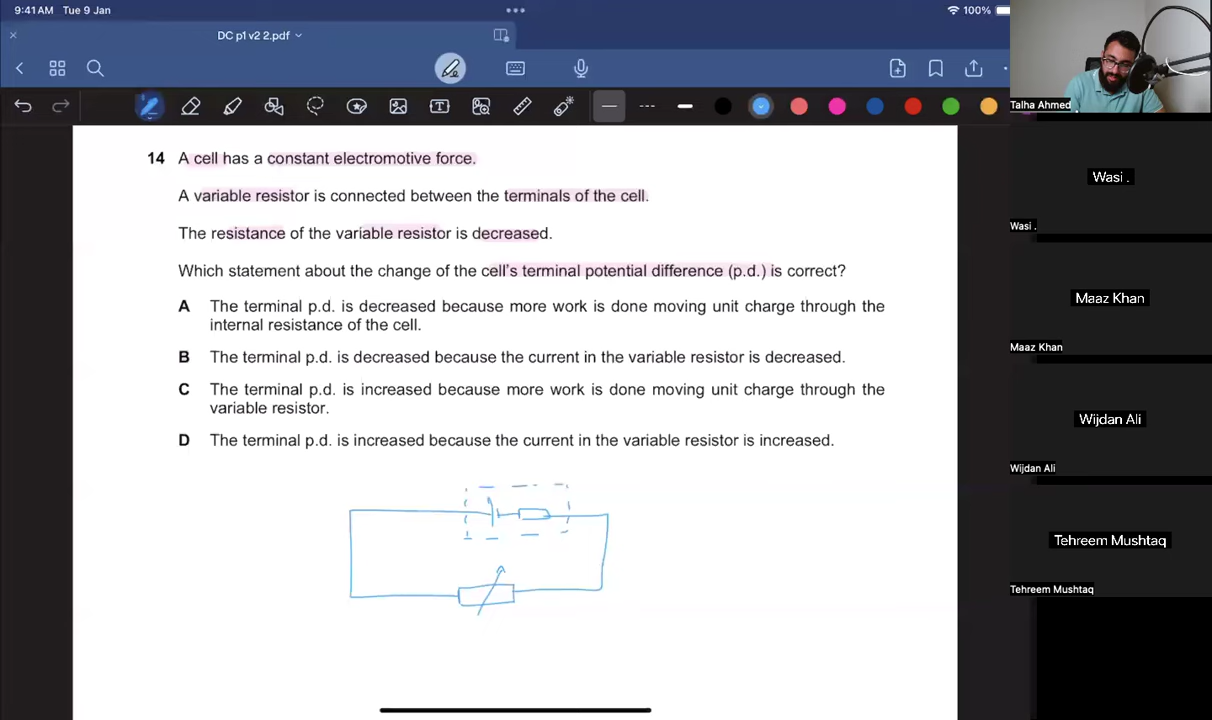 9:41 AM Tue 9 Jan
100%
DC p1 v2 2.pdf
Talha Ahmed
14 A cell has a constant electromotive force.
A variable resistor is connected between the terminals of the cell.
The resistance of the variable resistor is decreased.
Which statement about the change of the cell's terminal potential difference (p.d.) is correct?
A The terminal p.d. is decreased because more work is done moving unit charge through the
internal resistance of the cell.
B The terminal p.d. is decreased because the current in the variable resistor is decreased.
C The terminal p.d. is increased because more work is done moving unit charge through the
variable resistor.
D The terminal p.d. is increased because the current in the variable resistor is increased.
Wasi .
Wasi .
Maaz Khan
Maaz Khan
Wijdan Ali
Wijdan Ali
Tehreem Mushtaq
Tehreem Mushtaq